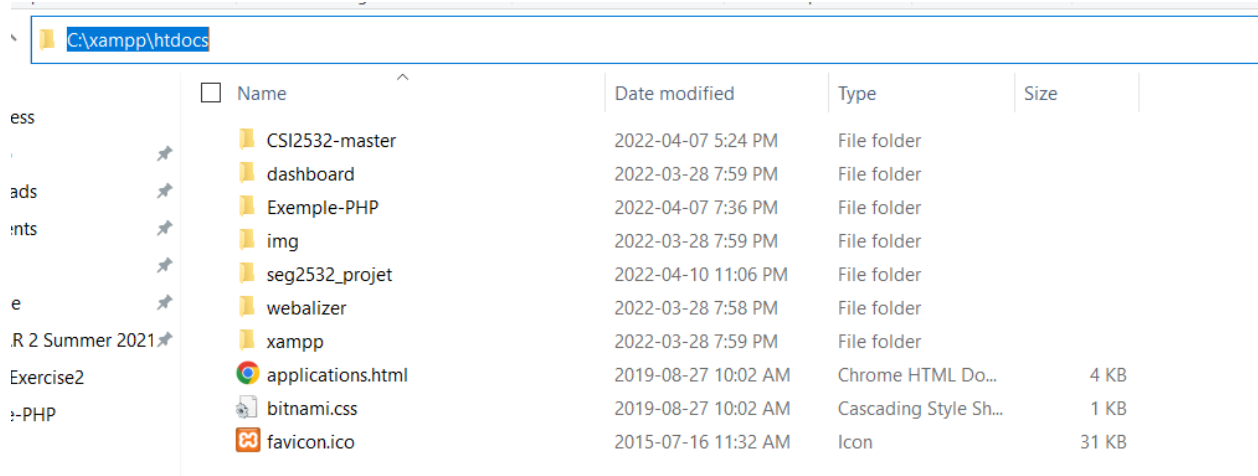 C:\xampp\htdocs
Name Date modified Type Size
ess
CSI2532-master 2022-04-07 5:24 PM File folder
ads
dashboard 2022-03-28 7:59 PM File folder
Exemple-PHP 2022-04-07 7:36 PM File folder
ents
img 2022-03-28 7:59 PM File folder
seg2532_projet 2022-04-10 11:06 PM File folder
e
webalizer 2022-03-28 7:58 PM File folder
.R 2 Summer 2021
xampp 2022-03-28 7:59 PM File folder
Exercise2
applications.html 2019-08-27 10:02 AM Chrome HTML Do... 4 KB
e-PHP
bitnami.css 2019-08-27 10:02 AM Cascading Style Sh... 1 KB
favicon.ico 2015-07-16 11:32 AM Icon 31 KB